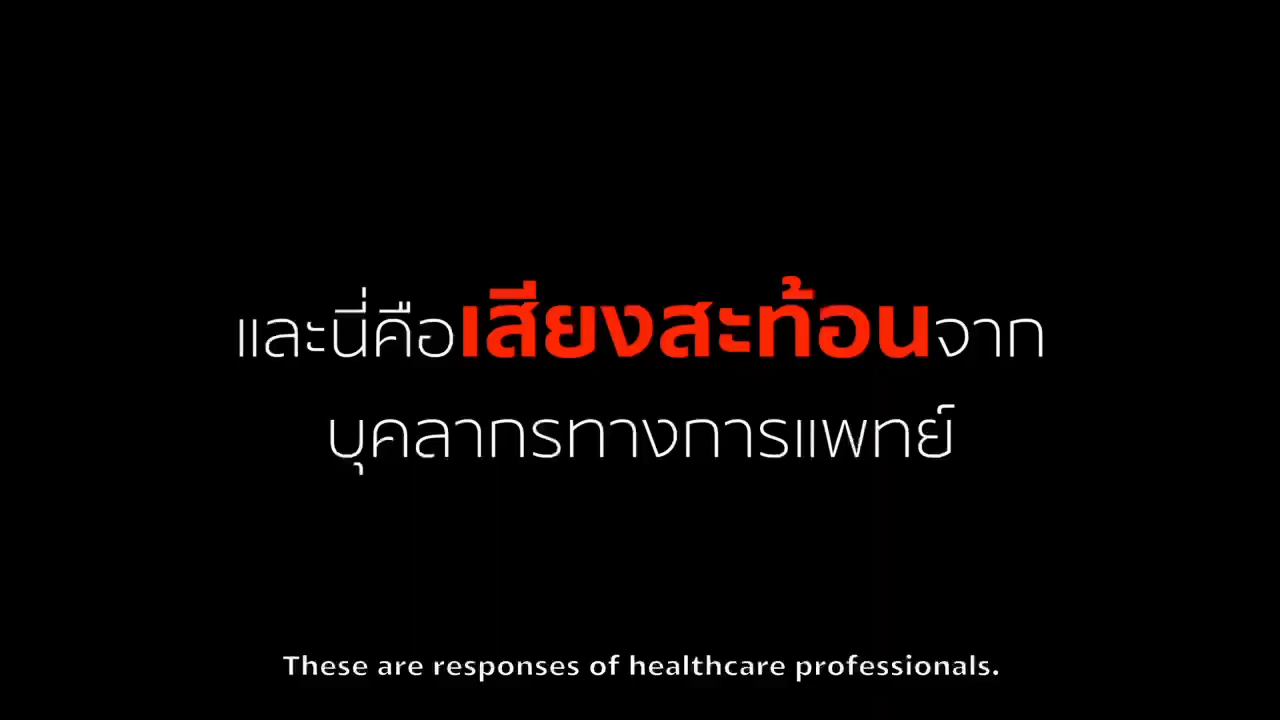 และนี่คือเสียงสะท้อนจาก
บุคลากรทางการแพทย์
These are responses of healthcare professionals.